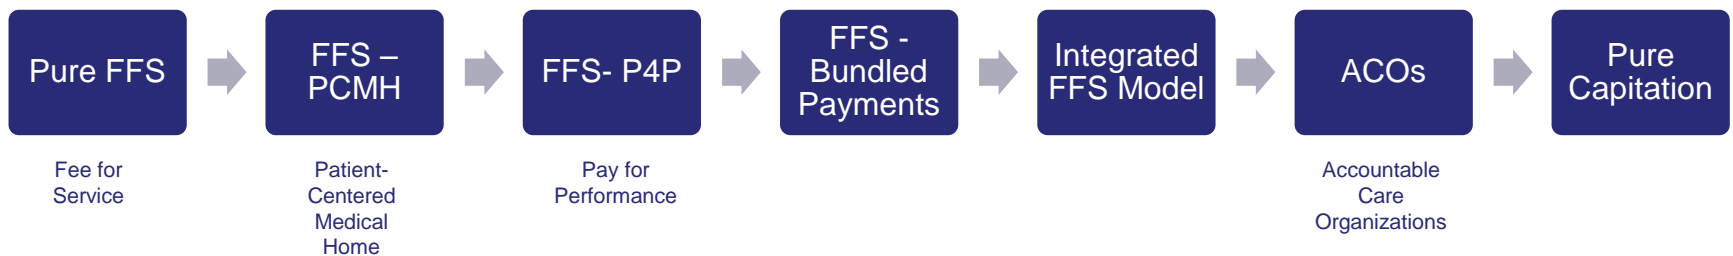 Pure FFS
FFS –
PCMH
FFS- P4P
FFS -
Bundled
Payments
Integrated
FFS Model
ACOs
Pure
Capitation
Fee for
Service
Patient-
Centered
Medical
Home
Pay for
Performance
Accountable
Care
Organizations